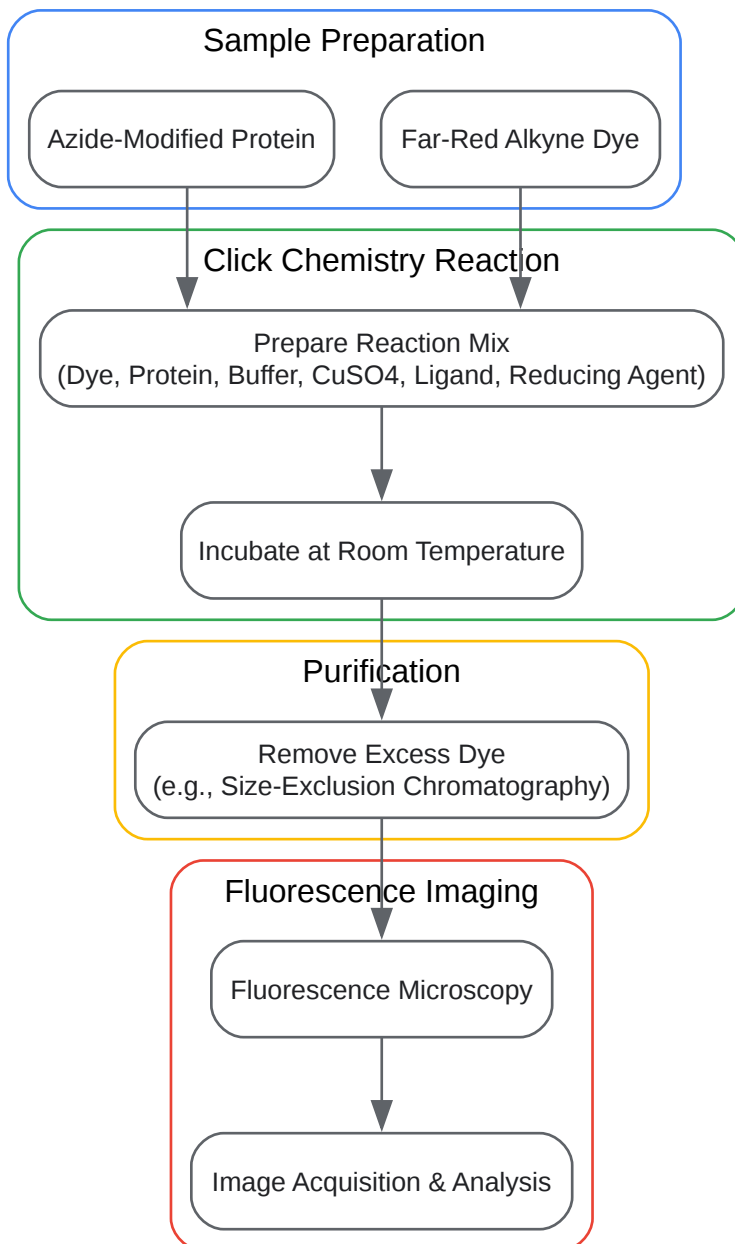 Sample Preparation
Azide-Modified Protein
Far-Red Alkyne Dye
Click Chemistry Reaction
Prepare Reaction Mix
(Dye, Protein, Buffer, CuSO4, Ligand, Reducing Agent)
Incubate at Room Temperature
Purification
Remove Excess Dye
(e.g., Size-Exclusion Chromatography)
Fluorescence Imaging
Fluorescence Microscopy
Image Acquisition & Analysis